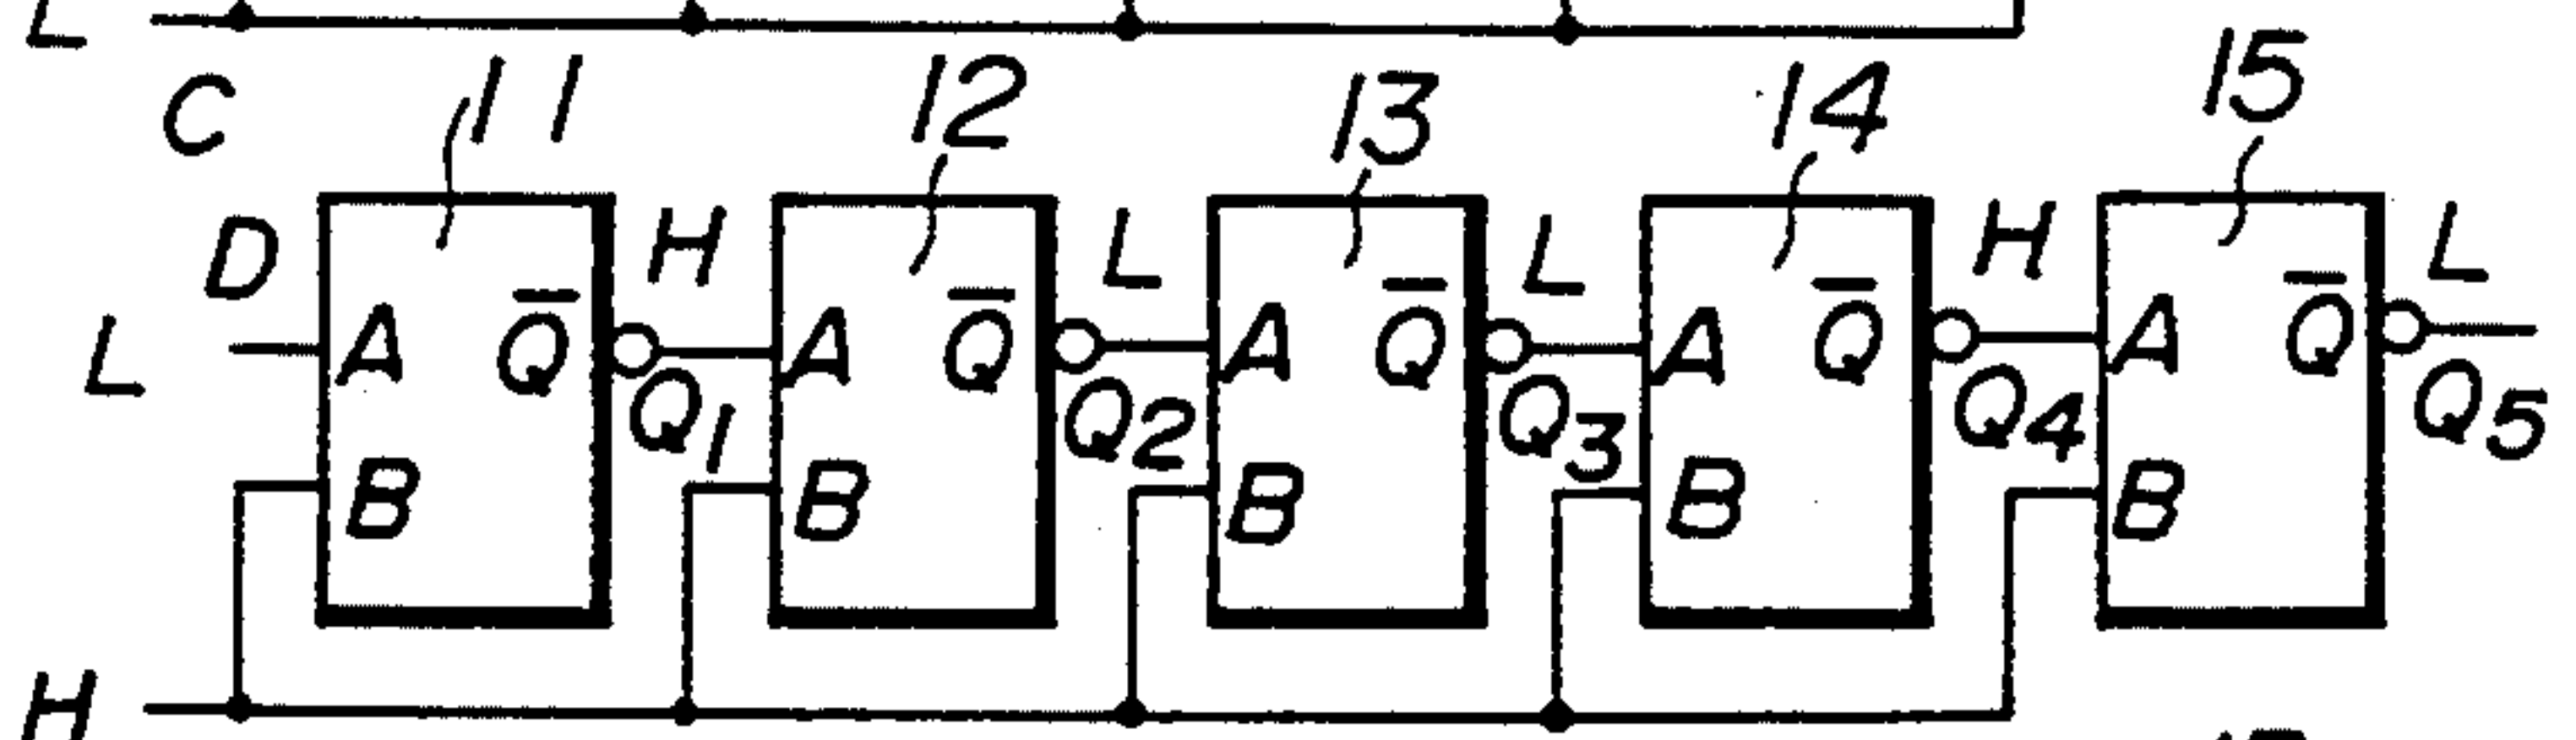 L
C 11 12 13 14 15
D H L L H L
L A Q̅ A Q̅ A Q̅ A Q̅ A Q̅
Q1 Q2 Q3 Q4 Q5
B B B B B
H